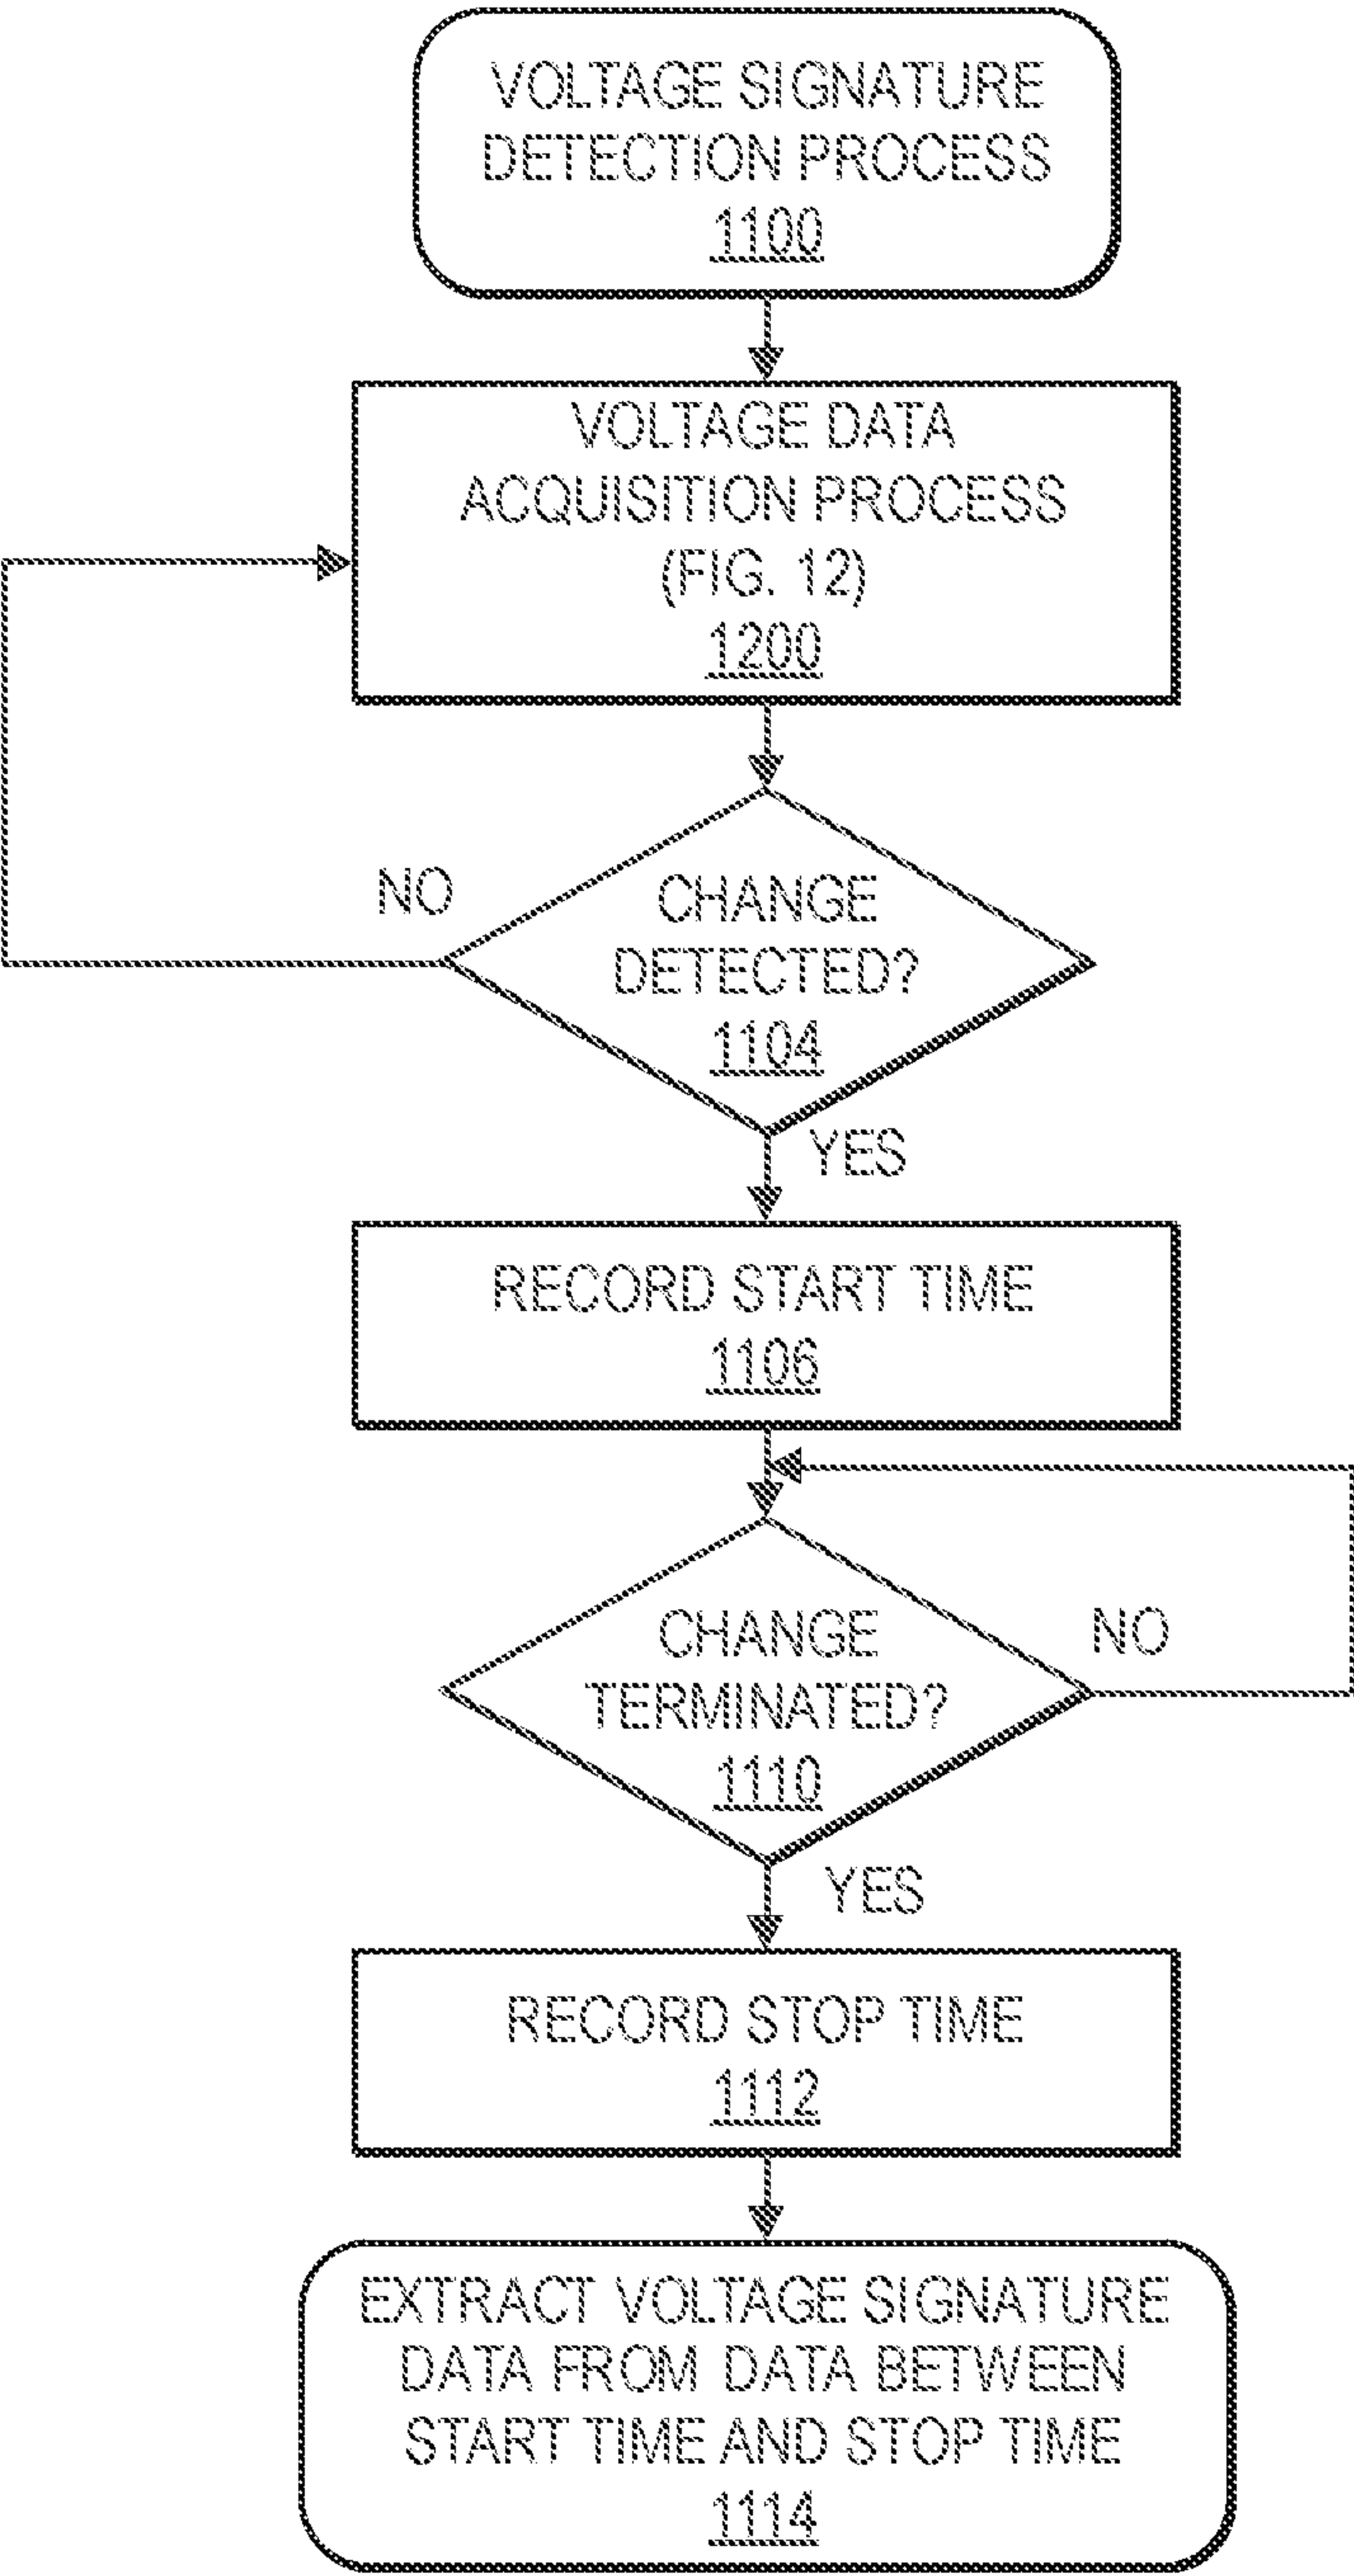 VOLTAGE SIGNATURE
DETECTION PROCESS
1100
VOLTAGE DATA
ACQUISITION PROCESS
(FIG. 12)
1200
NO
CHANGE
DETECTED?
1104
YES
RECORD START TIME
1106
CHANGE
TERMINATED?
1110
NO
YES
RECORD STOP TIME
1112
EXTRACT VOLTAGE SIGNATURE
DATA FROM DATA BETWEEN
START TIME AND STOP TIME
1114